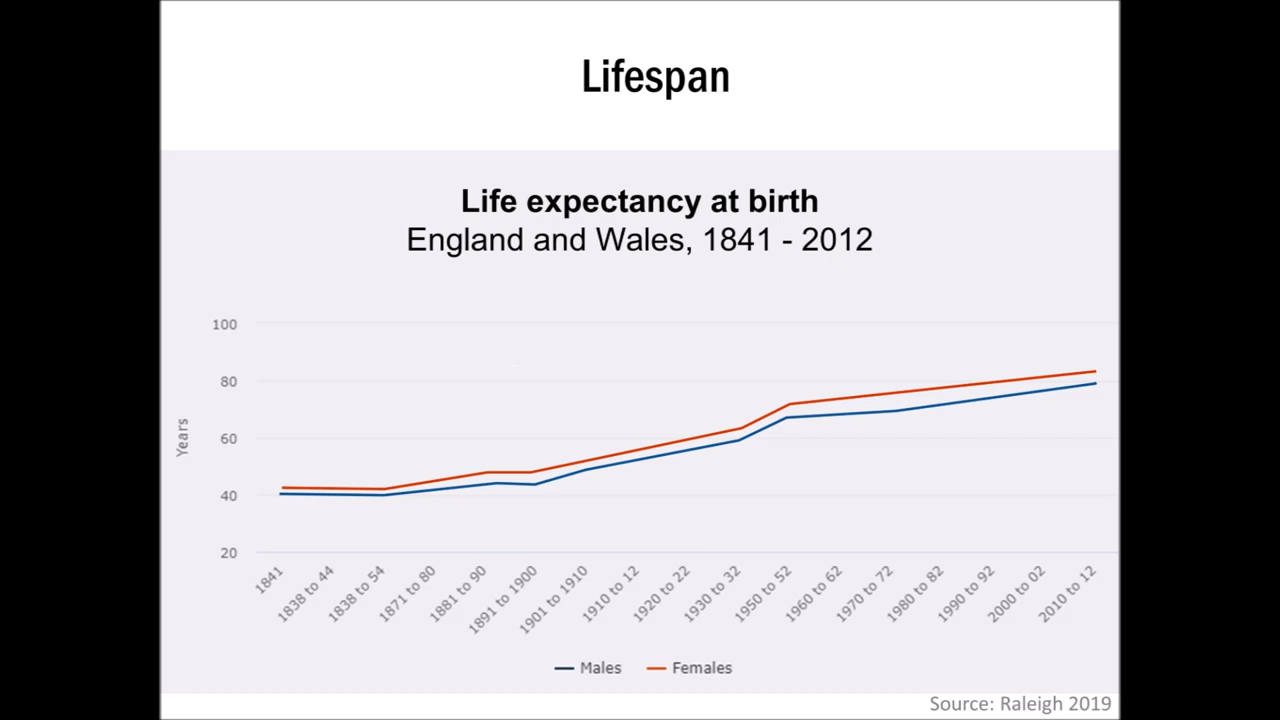 Lifespan
Life expectancy at birth
England and Wales, 1841 - 2012
100
80
60
40
20
Years
1841
1838 to 44
1838 to 54
1871 to 80
1881 to 90
1891 to 1900
1901 to 1910
1910 to 12
1920 to 22
1930 to 32
1950 to 52
1960 to 62
1970 to 72
1980 to 82
1990 to 92
2000 to 02
2010 to 12
Males Females
Source: Raleigh 2019